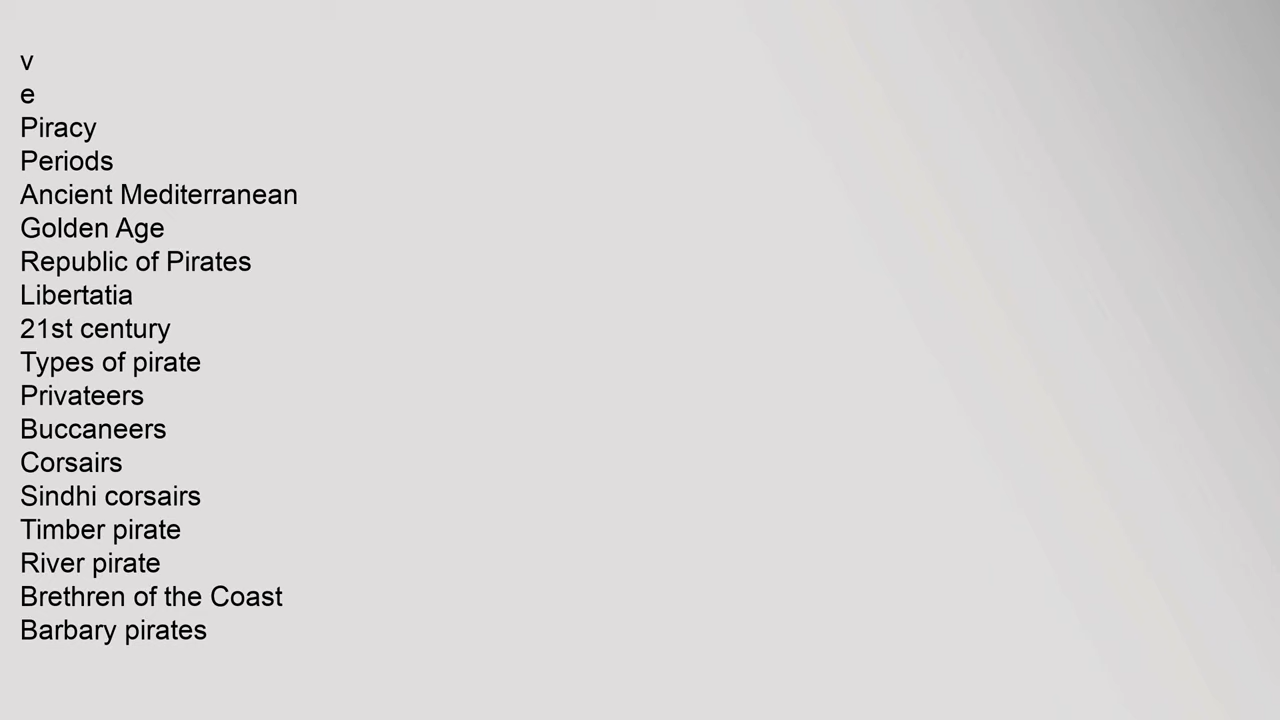 v
e
Piracy
Periods
Ancient Mediterranean
Golden Age
Republic of Pirates
Libertatia
21st century
Types of pirate
Privateers
Buccaneers
Corsairs
Sindhi corsairs
Timber pirate
River pirate
Brethren of the Coast
Barbary pirates